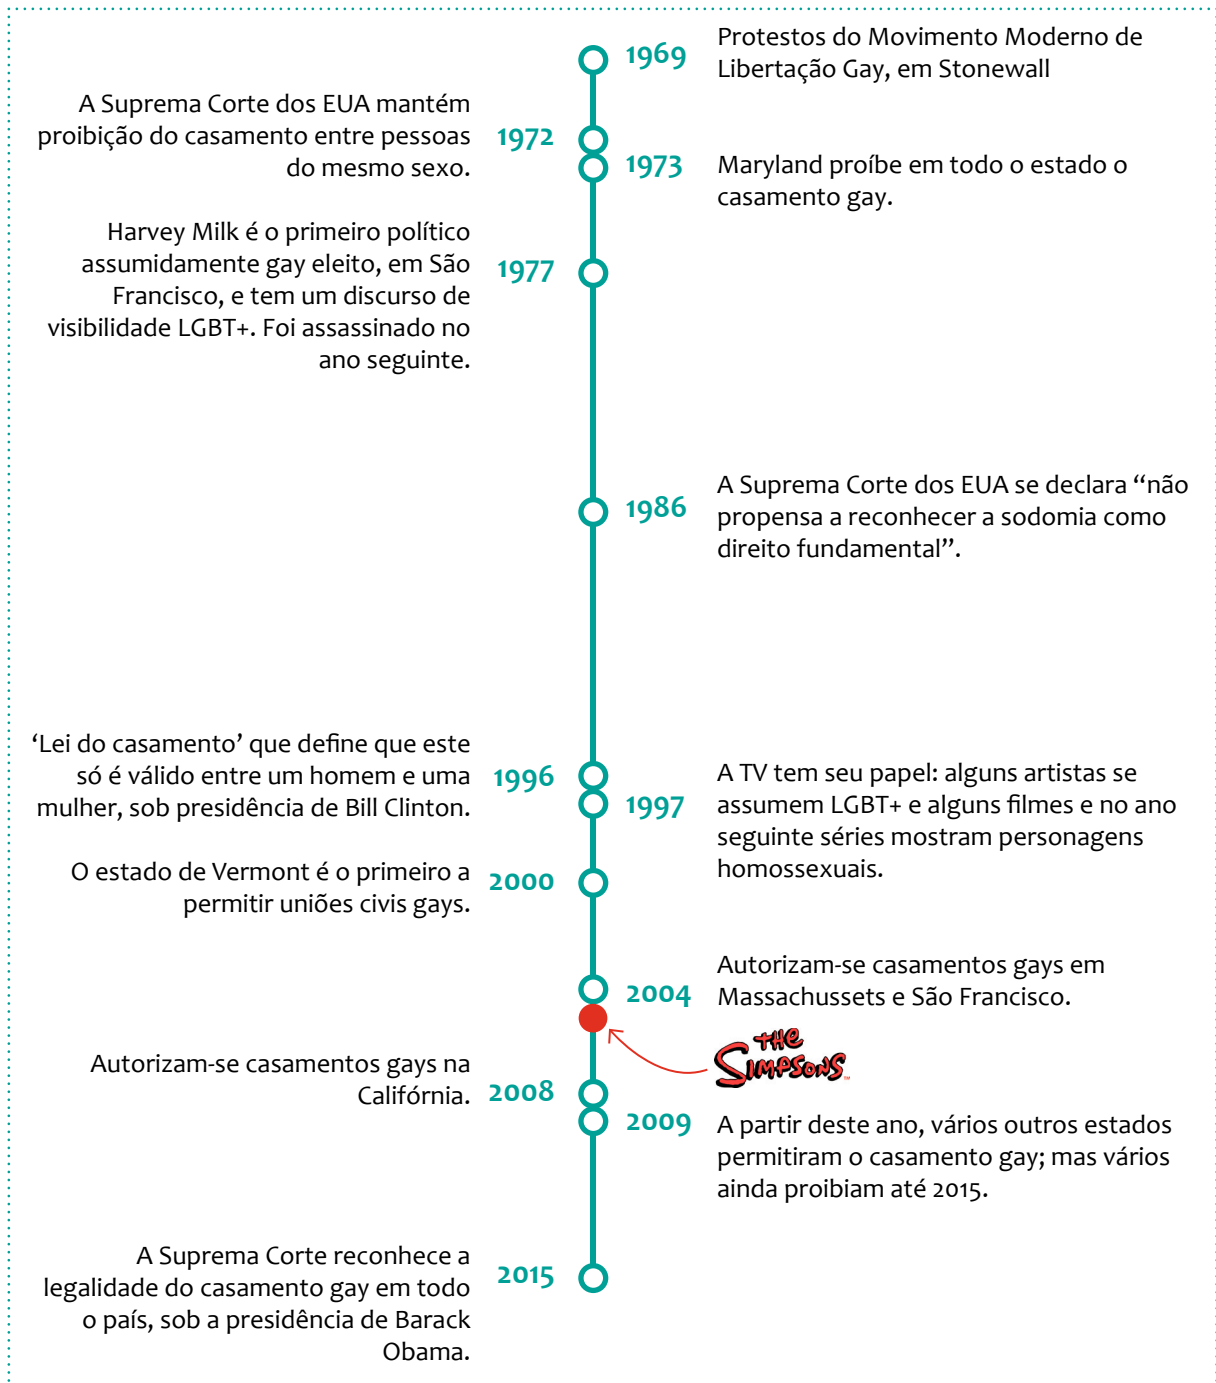 1969
Protestos do Movimento Moderno de
Libertação Gay, em Stonewall
A Suprema Corte dos EUA mantém
proibição do casamento entre pessoas
do mesmo sexo.
1972
1973
Maryland proíbe em todo o estado o
casamento gay.
Harvey Milk é o primeiro político
assumidamente gay eleito, em São
Francisco, e tem um discurso de
visibilidade LGBT+. Foi assassinado no
ano seguinte.
1977
1986
A Suprema Corte dos EUA se declara “não
propensa a reconhecer a sodomia como
direito fundamental”.
‘Lei do casamento’ que define que este
só é válido entre um homem e uma
mulher, sob presidência de Bill Clinton.
1996
1997
A TV tem seu papel: alguns artistas se
assumem LGBT+ e alguns filmes e no ano
seguinte séries mostram personagens
homossexuais.
O estado de Vermont é o primeiro a
permitir uniões civis gays.
2000
2004
Autorizam-se casamentos gays em
Massachussets e São Francisco.
THE
SIMPSONS™
Autorizam-se casamentos gays na
Califórnia.
2008
2009
A partir deste ano, vários outros estados
permitiram o casamento gay; mas vários
ainda proibiam até 2015.
A Suprema Corte reconhece a
legalidade do casamento gay em todo
o país, sob a presidência de Barack
Obama.
2015